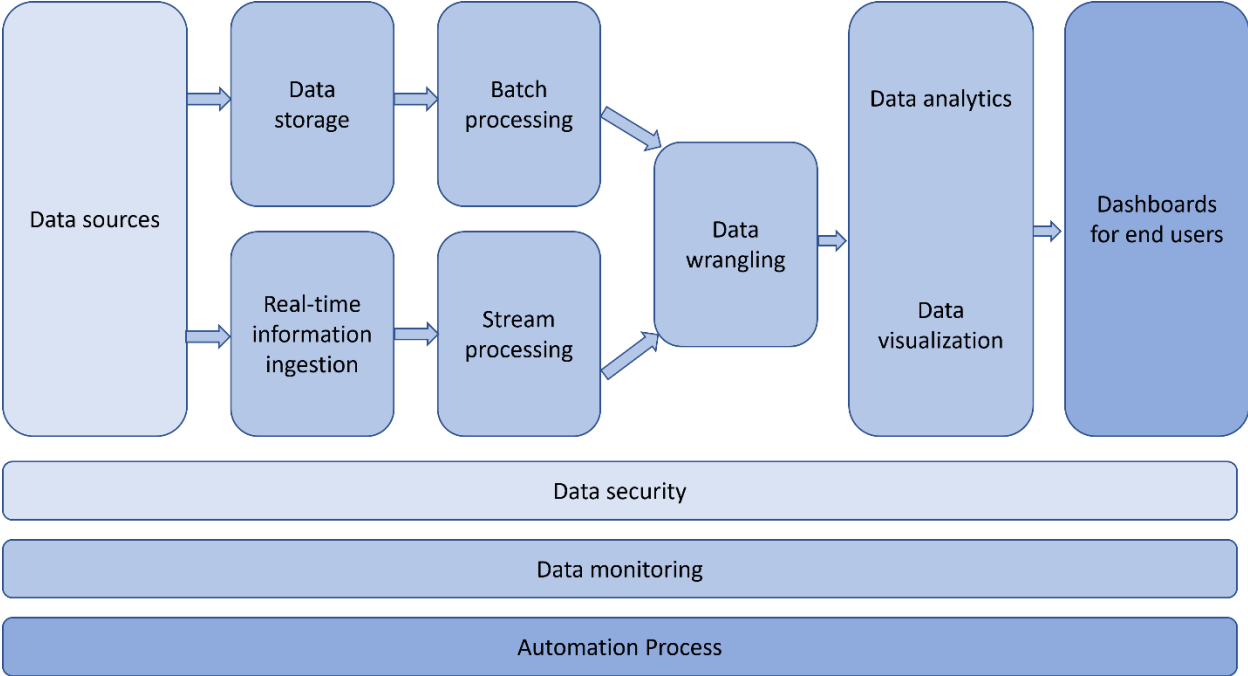 Data sources
Data
storage
Batch
processing
Real-time
information
ingestion
Stream
processing
Data
wrangling
Data analytics
Data
visualization
Dashboards
for end users
Data security
Data monitoring
Automation Process